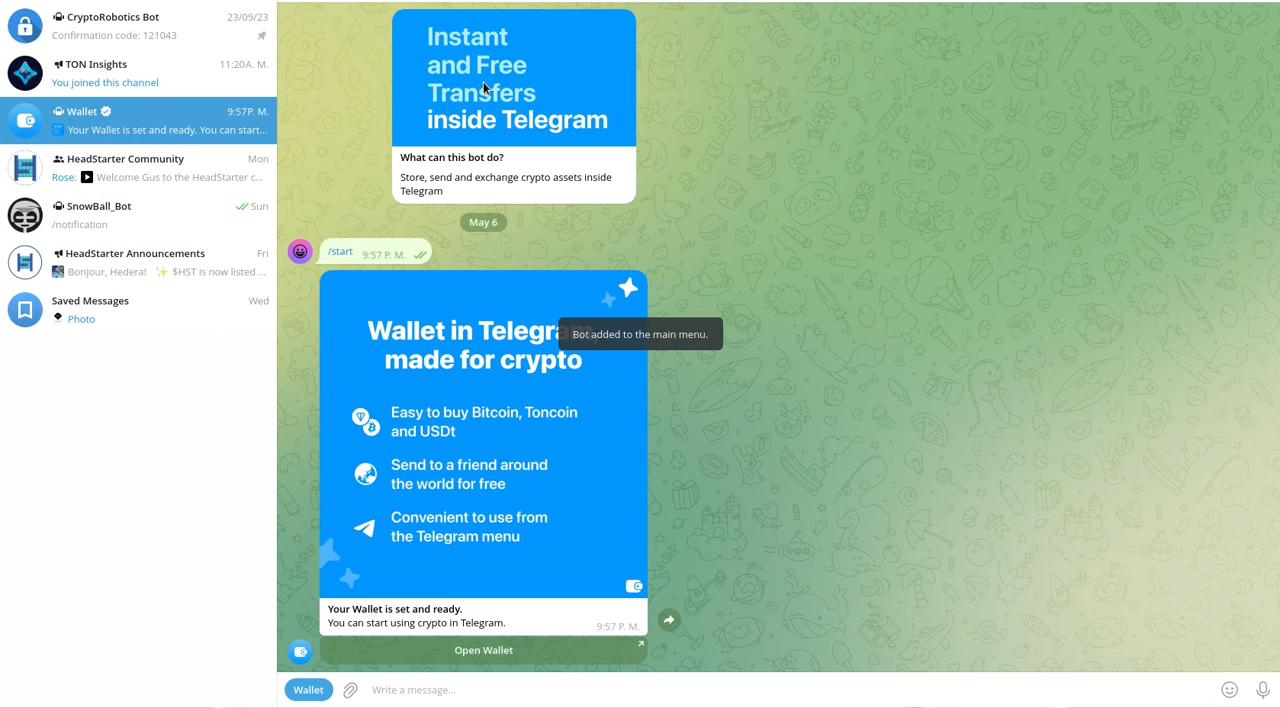 CryptoRobotics Bot
23/09/23
Confirmation code: 121043
TON Insights
11:20 A. M.
You joined this channel
Wallet
9:57 P. M.
Your Wallet is set and ready. You can start...
HeadStarter Community
Mon
Rose: Welcome Gus to the HeadStarter c...
SnowBall_Bot
Sun
/notification
HeadStarter Announcements
Fri
Bonjour, Hedera! ✨ $HST is now listed ...
Saved Messages
Wed
Photo
Instant
and Free
Transfers
inside Telegram
What can this bot do?
Store, send and exchange crypto assets inside
Telegram
May 6
/start 9:57 P. M.
Wallet in Telegram,
made for crypto
Bot added to the main menu.
Easy to buy Bitcoin, Toncoin
and USDt
Send to a friend around
the world for free
Convenient to use from
the Telegram menu
Your Wallet is set and ready.
You can start using crypto in Telegram.
9:57 P. M.
Open Wallet
Wallet
Write a message...